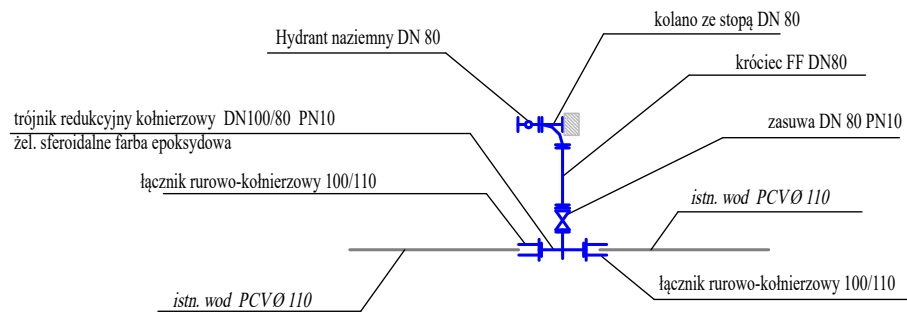 kolano ze stopą DN 80
Hydrant naziemny DN 80
króciec FF DN80
trójnik redukcyjny kołnierzowy DN100/80 PN10
żel. sferoidalne farba epoksydowa
zasuwa DN 80 PN10
łącznik rurowo-kołnierzowy 100/110
istn. wod PCVØ 110
łącznik rurowo-kołnierzowy 100/110
istn. wod PCVØ 110